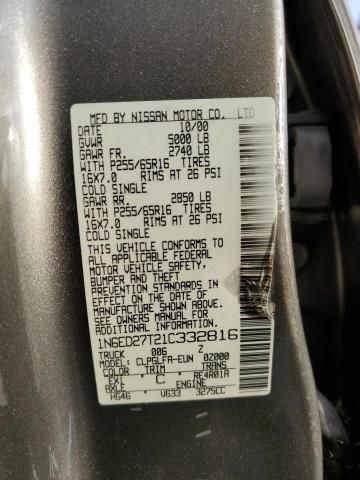 MFD BY NISSAN MOTOR CO. LTD
DATE 10/00
GVWR 5000 LB
GAWR FR. 2740 LB
WITH P255/65R16 TIRES
16X7.0 RIMS AT 26 PSI
COLD SINGLE
GAWR RR. 2850 LB
WITH P255/65R16 TIRES
16X7.0 RIMS AT 26 PSI
COLD SINGLE
THIS VEHICLE CONFORMS TO
ALL APPLICABLE FEDERAL
MOTOR VEHICLE SAFETY,
BUMPER AND THEFT
PREVENTION STANDARDS IN
EFFECT ON THE DATE OF
MANUFACTURE SHOWN ABOVE.
SEE OWNERS MANUAL FOR
ADDITIONAL INFORMATION.
1N6ED27T21C332816
TRUCK 006 Z
MODEL: CLPGLFA-EUN 02000
COLOR TRIM RE4R01A
EX1 C ENGINE
AXLE VG33 3275CC
HG46